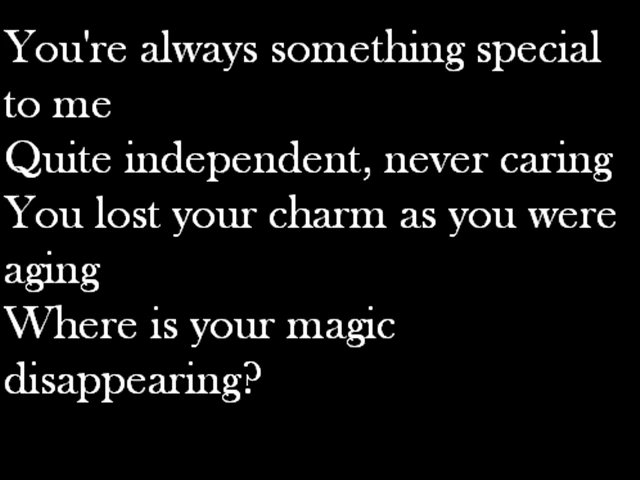 You're always something special
to me
Quite independent, never caring
You lost your charm as you were
aging
Where is your magic
disappearing?